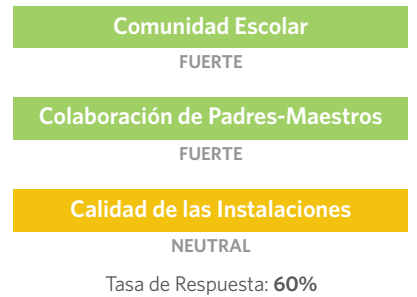 Comunidad Escolar
FUERTE
Colaboración de Padres-Maestros
FUERTE
Calidad de las Instalaciones
NEUTRAL
Tasa de Respuesta: 60%